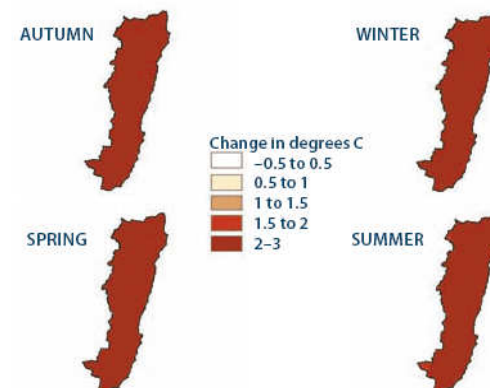 AUTUMN
WINTER
Change in degrees C
–0.5 to 0.5
0.5 to 1
1 to 1.5
1.5 to 2
2–3
SPRING
SUMMER